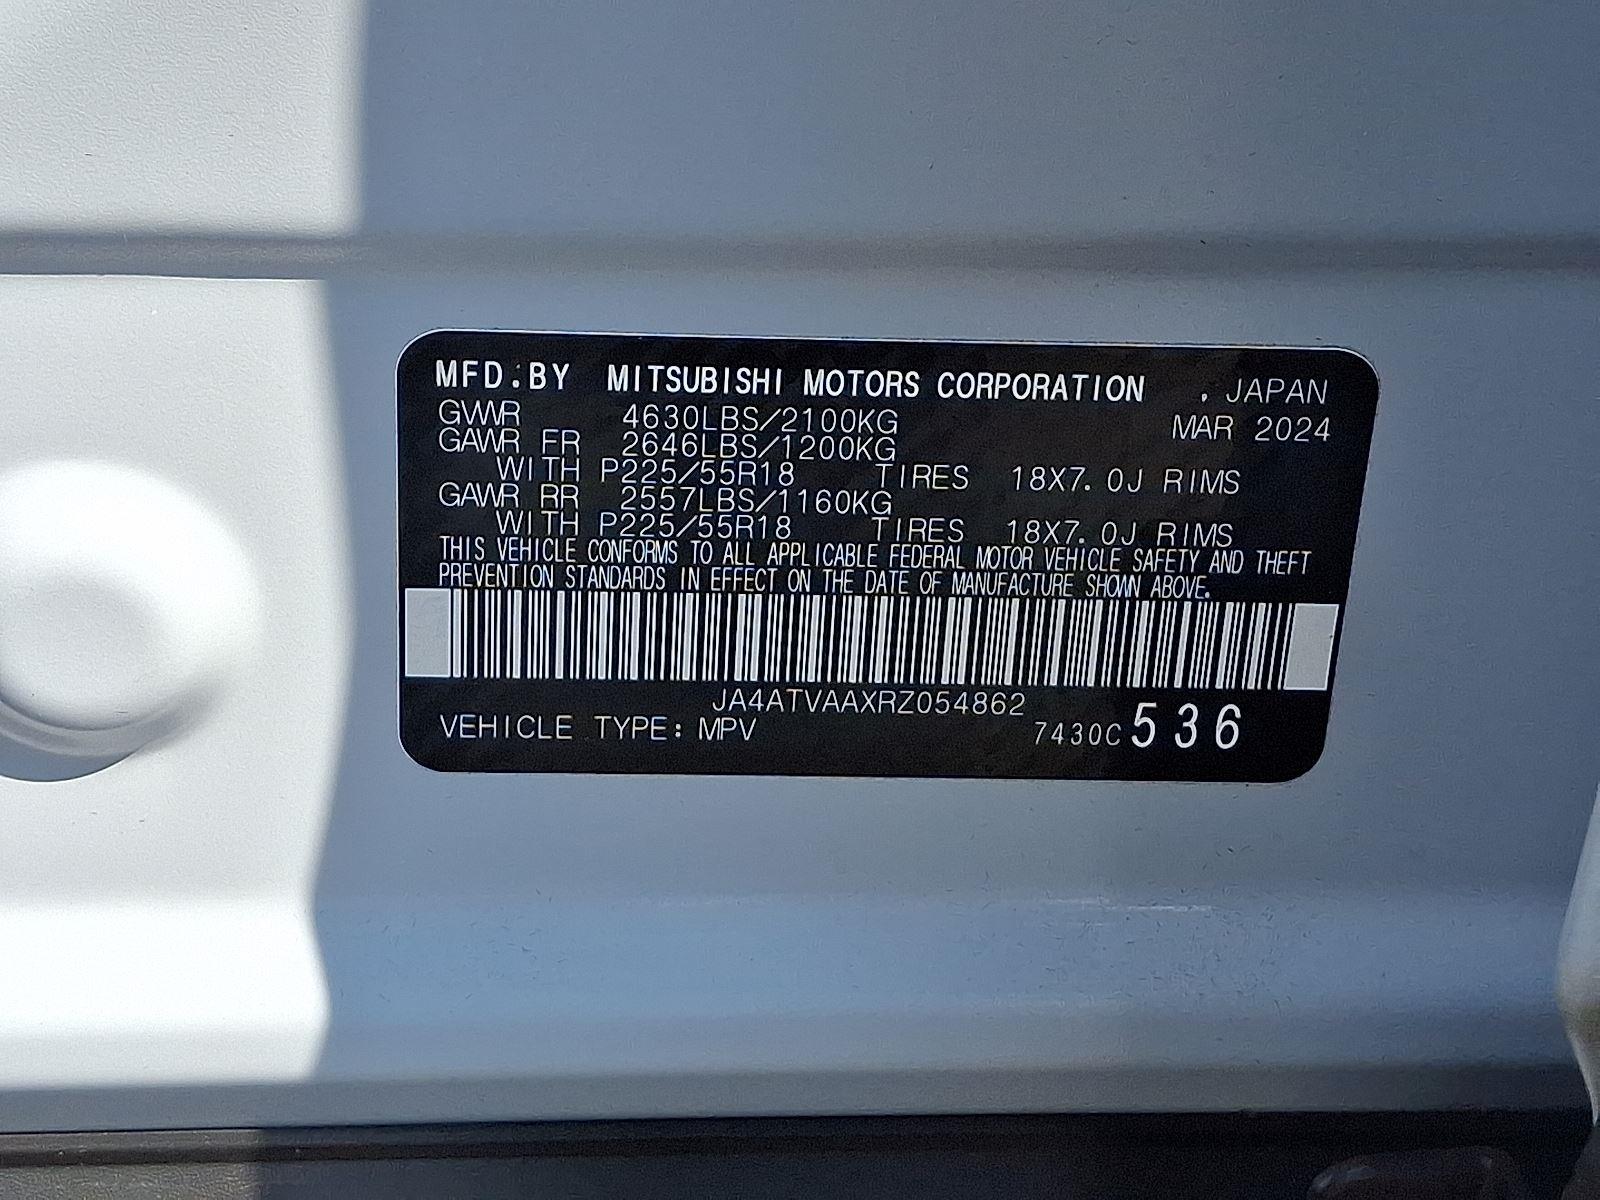 MFD.BY MITSUBISHI MOTORS CORPORATION , JAPAN
GVWR 4630LBS/2100KG MAR 2024
GAWR FR 2646LBS/1200KG
WITH P225/55R18 TIRES 18X7.0J RIMS
GAWR RR 2557LBS/1160KG
WITH P225/55R18 TIRES 18X7.0J RIMS
THIS VEHICLE CONFORMS TO ALL APPLICABLE FEDERAL MOTOR VEHICLE SAFETY AND THEFT
PREVENTION STANDARDS IN EFFECT ON THE DATE OF MANUFACTURE SHOWN ABOVE.
JA4ATVAAXRZ054862
VEHICLE TYPE: MPV 7430C 536